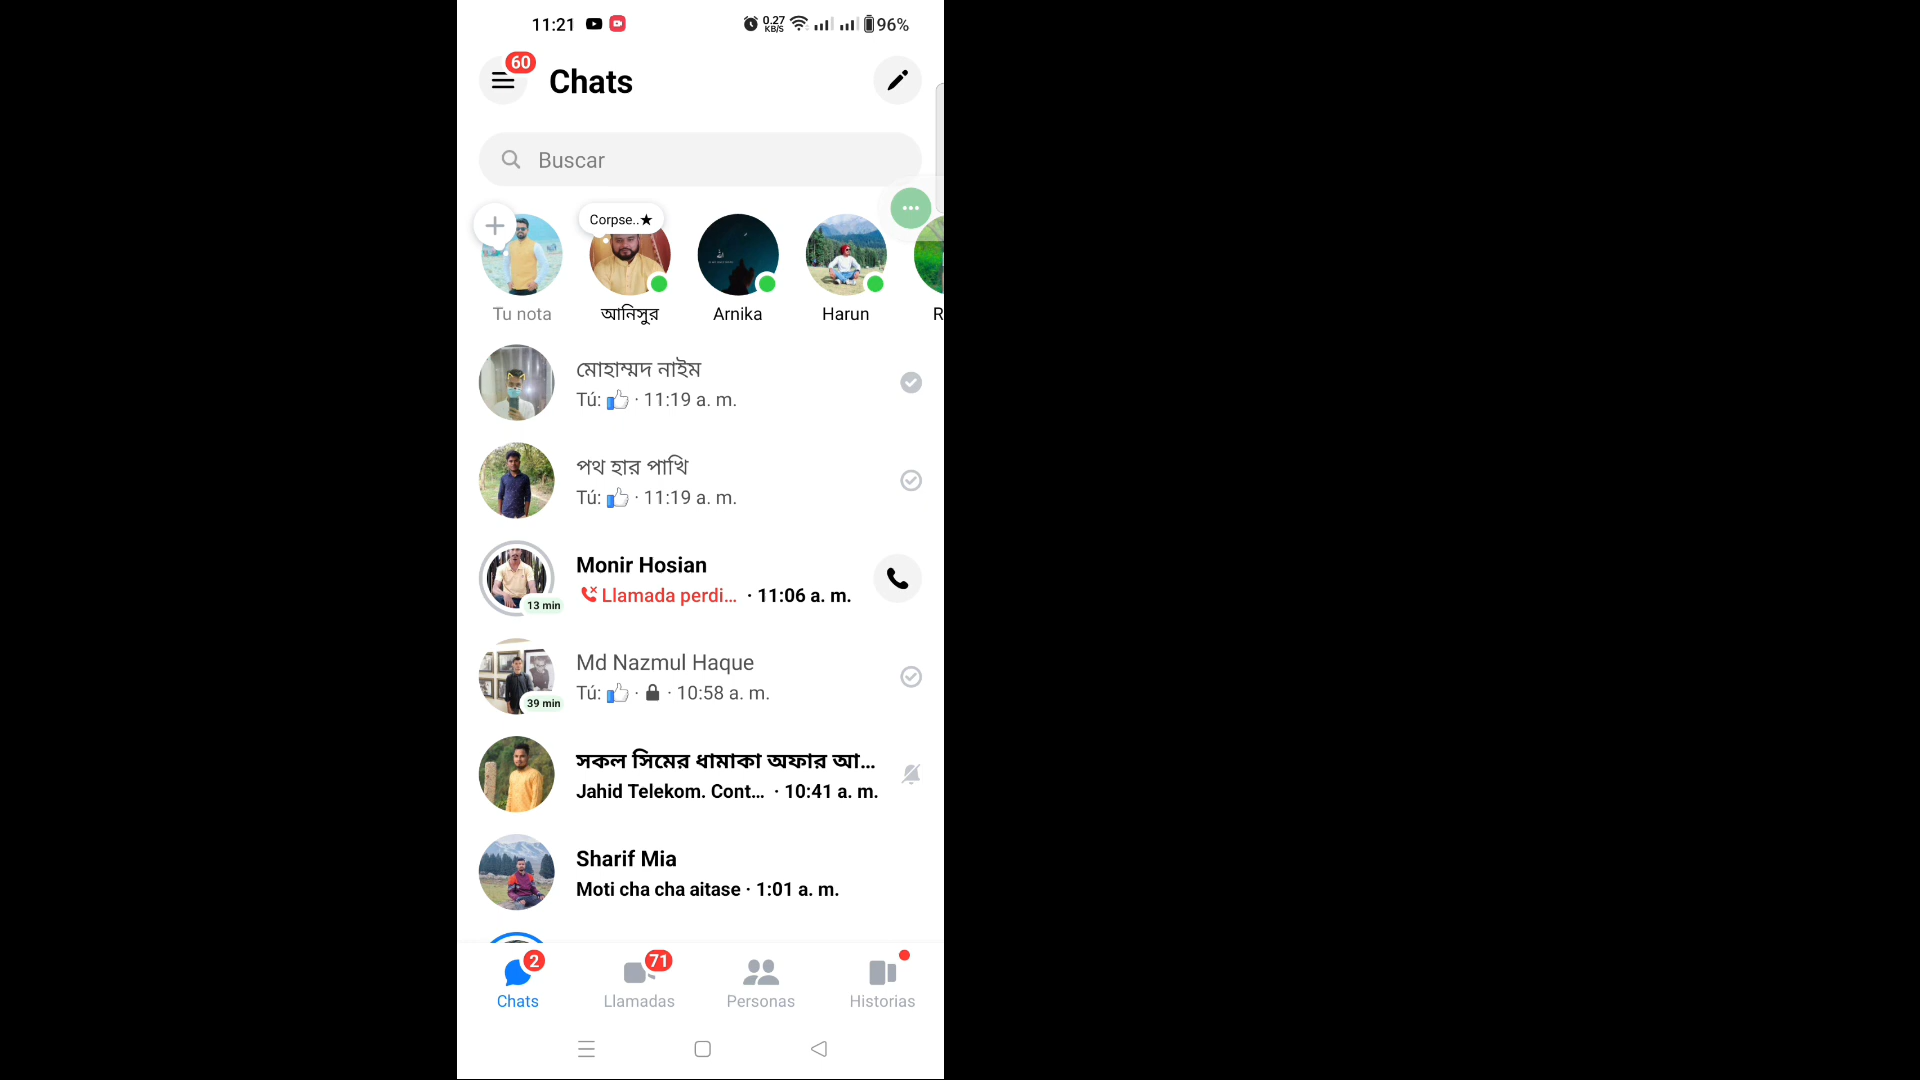 11:21
0.27
KB/S
96%
60
Chats
Buscar
Corpse..★
Tu nota
আনিসুর
Arnika
Harun
R
মোহাম্মদ নাইম
Tú: 👍 · 11:19 a. m.
পথ হার পাখি
Tú: 👍 · 11:19 a. m.
Monir Hosian
Llamada perdi... · 11:06 a. m.
13 min
Md Nazmul Haque
Tú: 👍 · 🔒 · 10:58 a. m.
39 min
সকল সিমের ধামাকা অফার আ...
Jahid Telekom. Cont... · 10:41 a. m.
Sharif Mia
Moti cha cha aitase · 1:01 a. m.
2
71
Chats
Llamadas
Personas
Historias